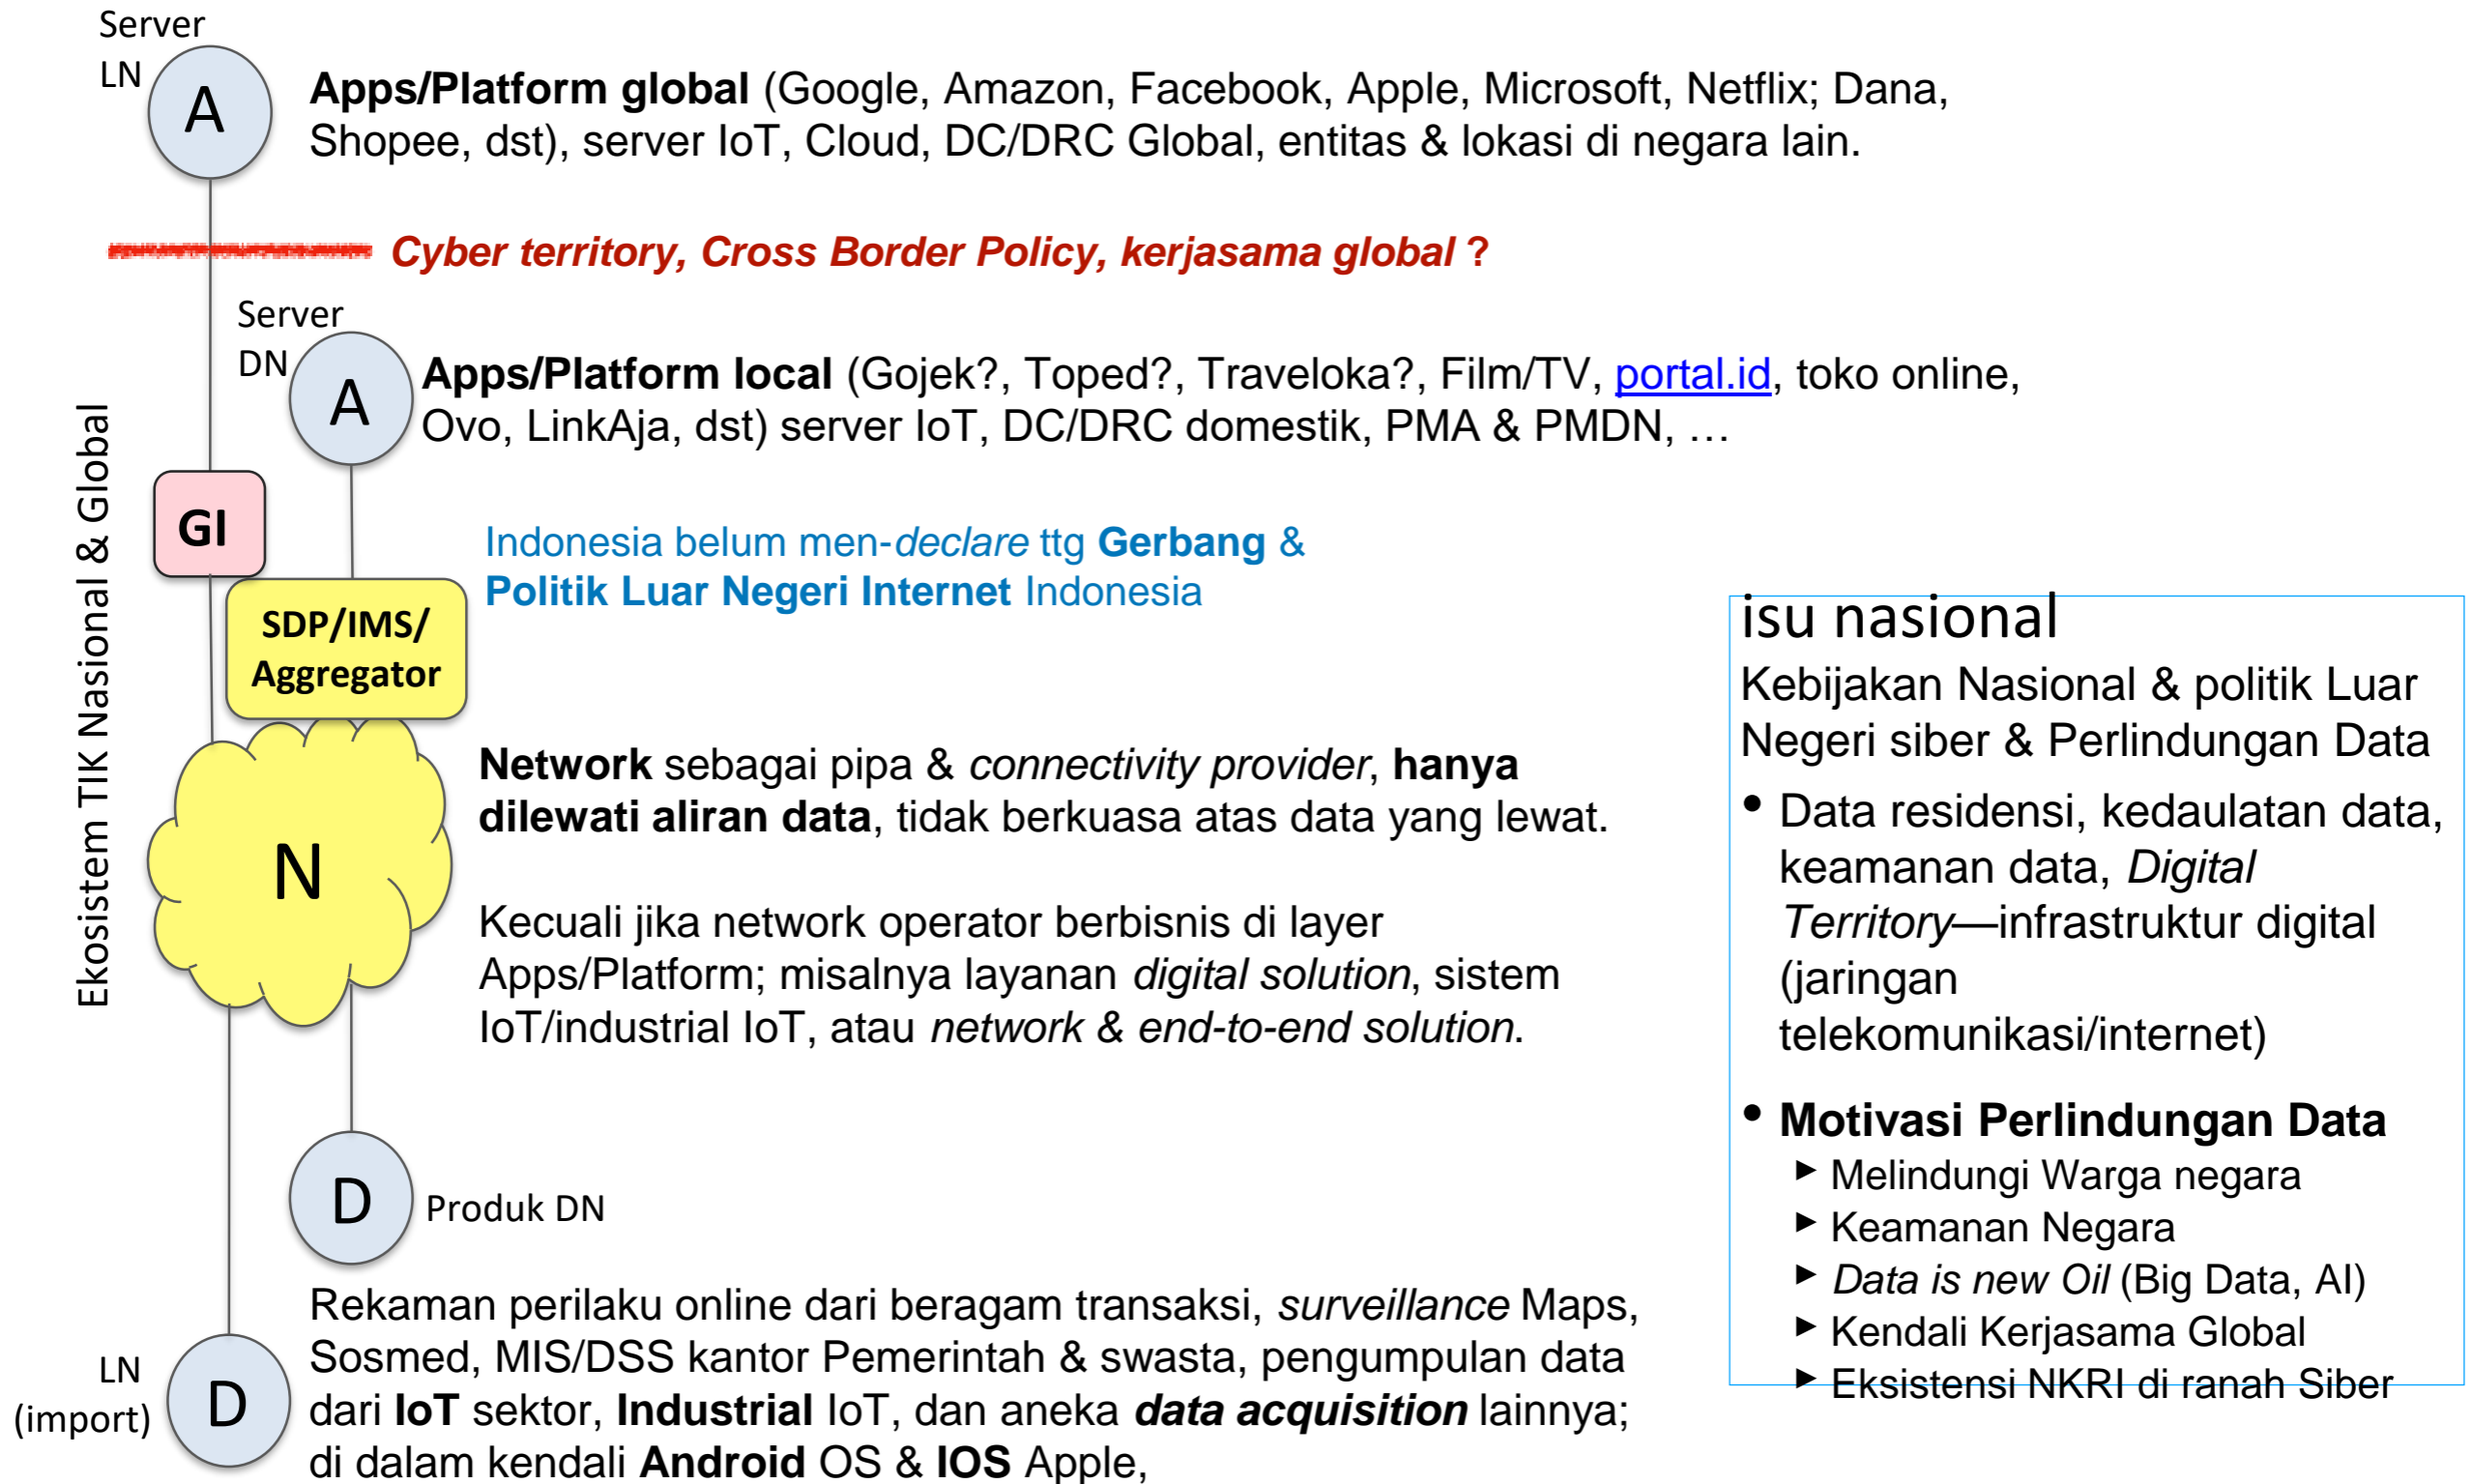 Server
LN
A
Apps/Platform global (Google, Amazon, Facebook, Apple, Microsoft, Netflix; Dana,
Shopee, dst), server IoT, Cloud, DC/DRC Global, entitas & lokasi di negara lain.
Cyber territory, Cross Border Policy, kerjasama global ?
Server
DN
A
Apps/Platform local (Gojek?, Toped?, Traveloka?, Film/TV, portal.id, toko online,
Ovo, LinkAja, dst) server IoT, DC/DRC domestik, PMA & PMDN, …
Ekosistem TIK Nasional & Global
GI
Indonesia belum men-declare ttg Gerbang &
Politik Luar Negeri Internet Indonesia
SDP/IMS/
Aggregator
N
Network sebagai pipa & connectivity provider, hanya
dilewati aliran data, tidak berkuasa atas data yang lewat.
Kecuali jika network operator berbisnis di layer
Apps/Platform; misalnya layanan digital solution, sistem
IoT/industrial IoT, atau network & end-to-end solution.
D
Produk DN
LN
(import)
D
Rekaman perilaku online dari beragam transaksi, surveillance Maps,
Sosmed, MIS/DSS kantor Pemerintah & swasta, pengumpulan data
dari IoT sektor, Industrial IoT, dan aneka data acquisition lainnya;
di dalam kendali Android OS & IOS Apple,
isu nasional
Kebijakan Nasional & politik Luar
Negeri siber & Perlindungan Data
• Data residensi, kedaulatan data,
keamanan data, Digital
Territory—infrastruktur digital
(jaringan
telekomunikasi/internet)
• Motivasi Perlindungan Data
► Melindungi Warga negara
► Keamanan Negara
► Data is new Oil (Big Data, AI)
► Kendali Kerjasama Global
► Eksistensi NKRI di ranah Siber